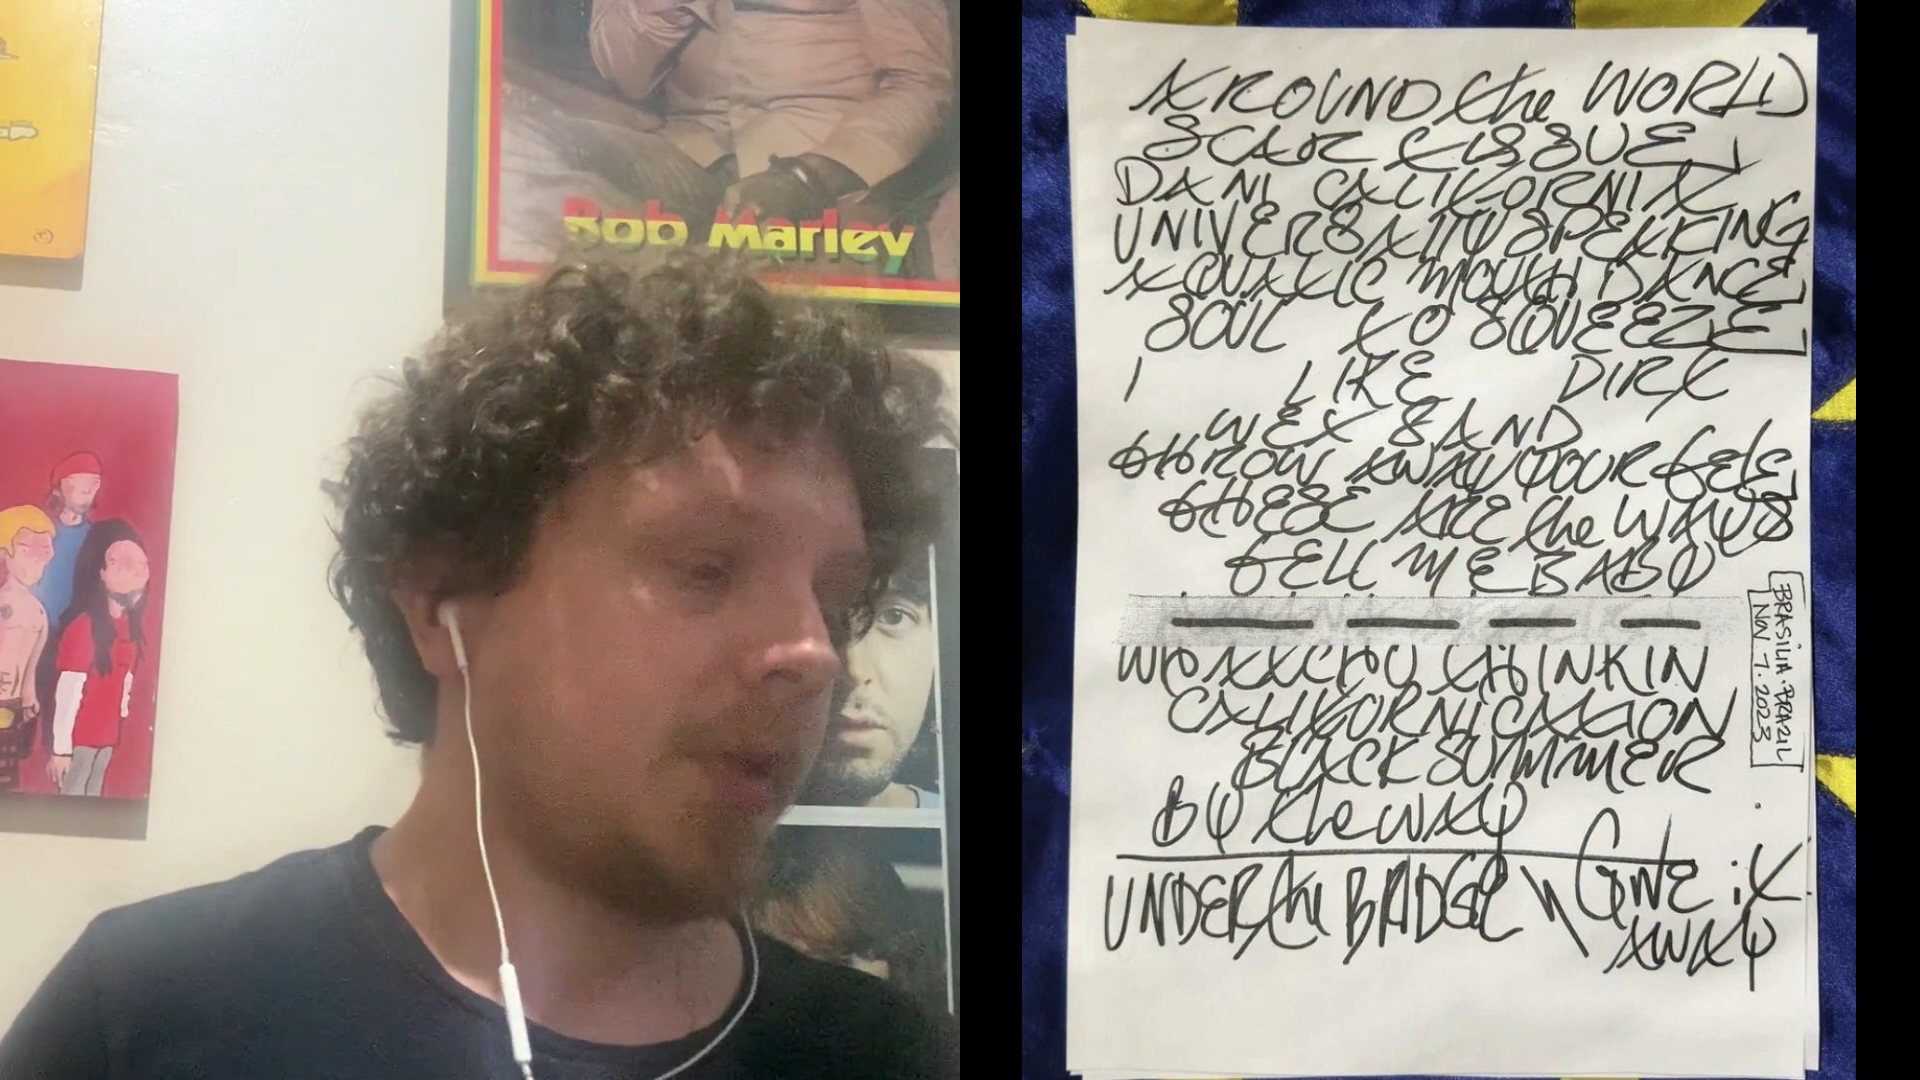 Bob Marley
AROUND the WORLD
SCAR TISSUE
DANI CALIFORNIA
UNIVERSALLY SPEAKING
AQUATIC MOUTH DANCE
SOUL TO SQUEEZE
I LIKE DIRT
WET SAND
THROW AWAY YOUR TELE
THESE ARE the WAYS
TELL ME BABY
WHATCHU THINKIN
CALIFORNICATION
BLACK SUMMER
BY the WAY
UNDER the BRIDGE \\ Give it
AWAY
BRASILIA. BRAZIL
NOV 7. 2023